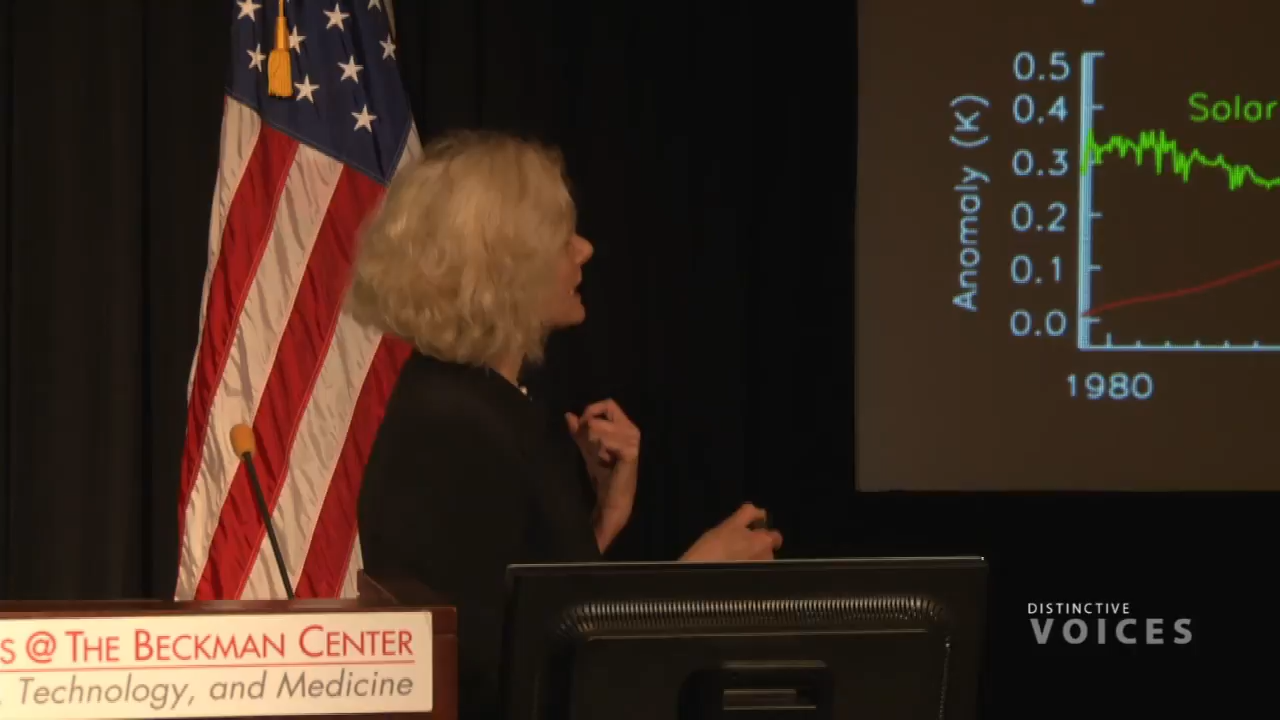 0.5
0.4
0.3
0.2
0.1
0.0
Anomaly (K)
Solar
1980
S @ THE BECKMAN CENTER
, Technology, and Medicine
DISTINCTIVE
VOICES